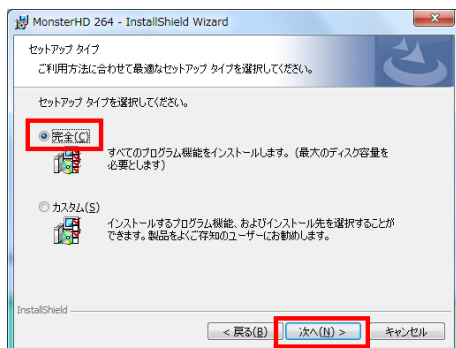 MonsterHD 264 - InstallShield Wizard
セットアップ タイプ
ご利用方法に合わせて最適なセットアップ タイプを選択してください。
セットアップ タイプを選択してください。
完全(C)
すべてのプログラム機能をインストールします。(最大のディスク容量を
必要とします)
カスタム(S)
インストールするプログラム機能、およびインストール先を選択することが
できます。製品をよくご存知のユーザーにお勧めします。
InstallShield
< 戻る(B) 次へ(N) > キャンセル